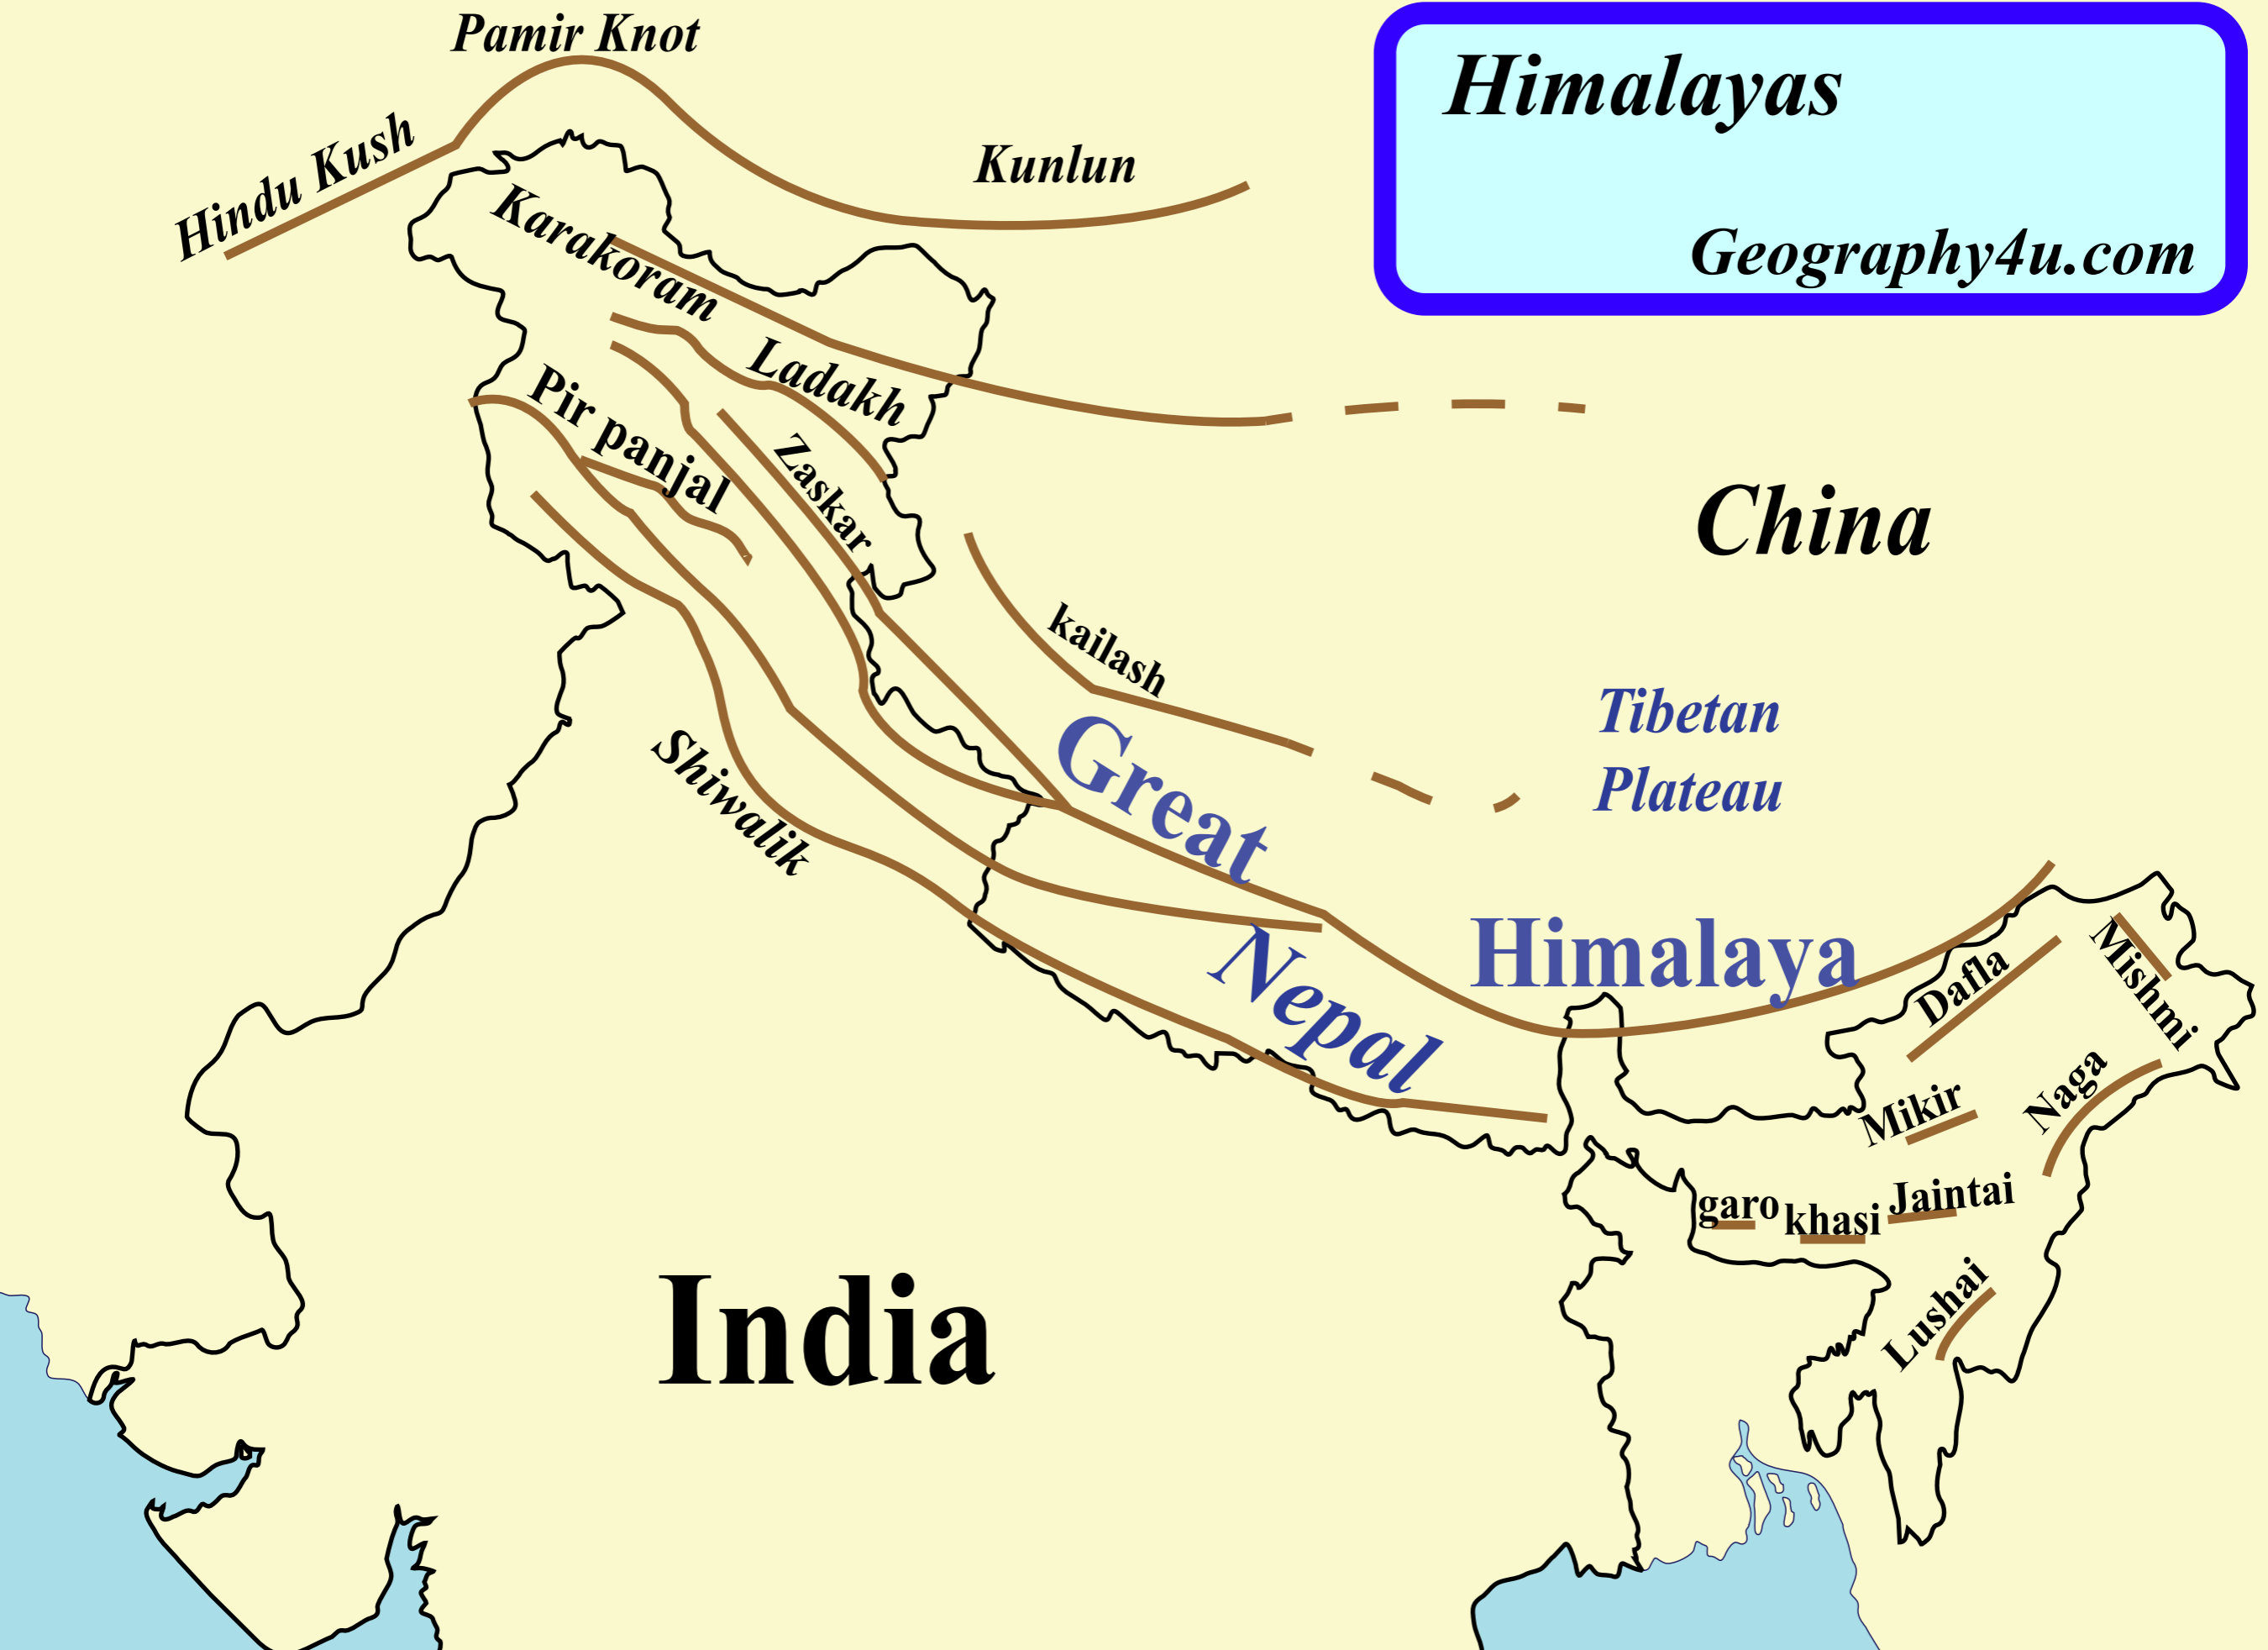 Pamir Knot
Himalayas
Hindu Kush
Kunlun
Geography4u.com
Karakoram
Ladakh
Pir panjal
Zaskar
China
kailash
Tibetan
Plateau
Great
Shiwalik
Himalaya
Nepal
Dafla
Mishmi
Mikir
Naga
garo
khasi
Jaintai
Lushai
India